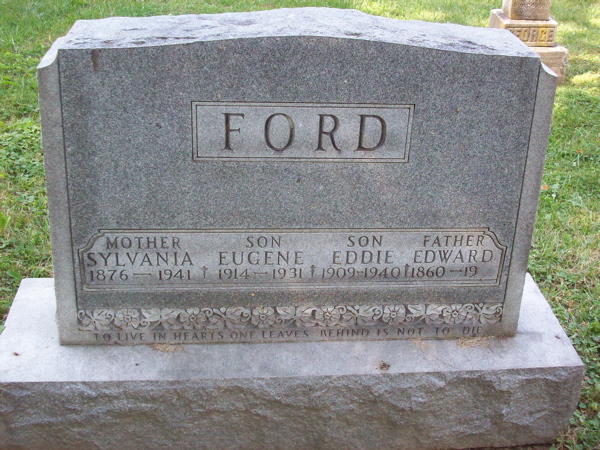 FORD
MOTHER SON SON FATHER
SYLVANIA EUGENE EDDIE EDWARD
1876 — 1941 † 1914 — 1931 † 1909-1940 † 1860 — 19
TO LIVE IN HEARTS ONE LEAVES BEHIND IS NOT TO DIE
GEORGE